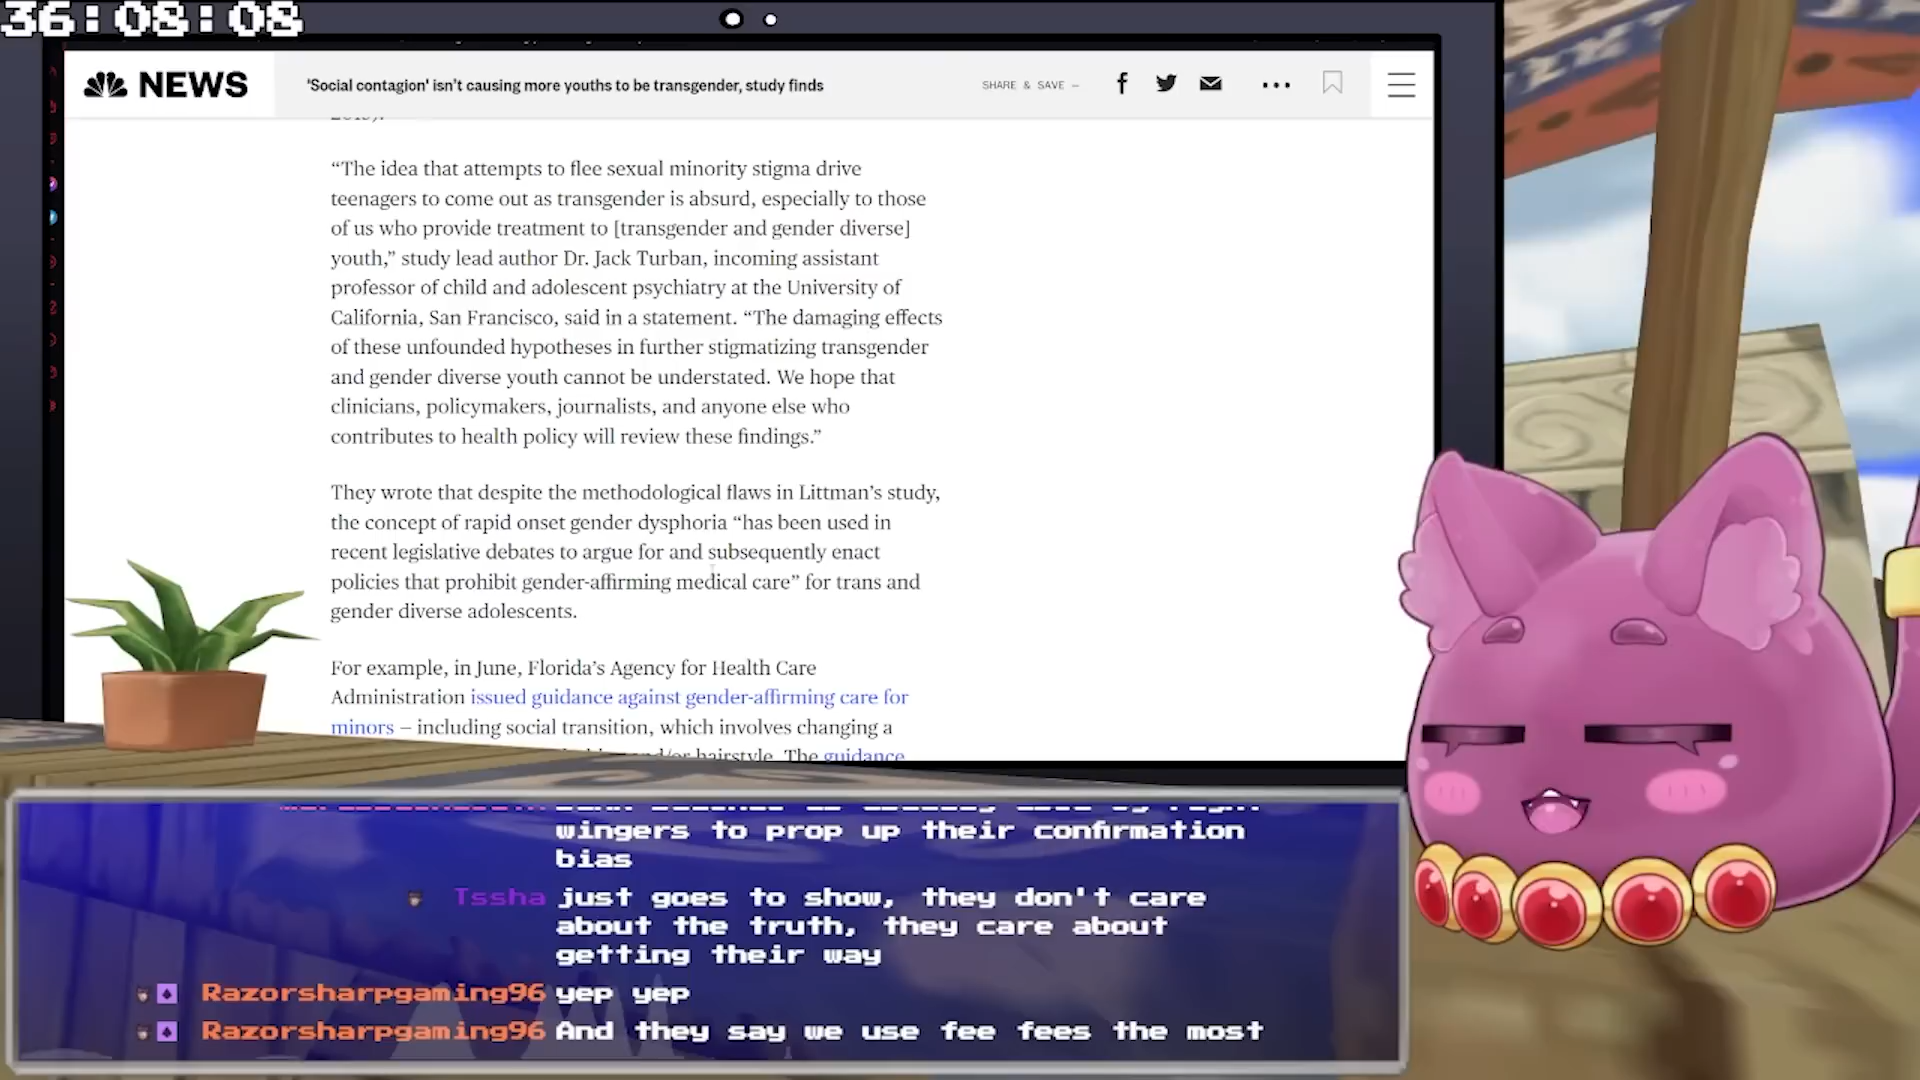 36:08:08
NEWS
'Social contagion' isn't causing more youths to be transgender, study finds
SHARE & SAVE —
“The idea that attempts to flee sexual minority stigma drive
teenagers to come out as transgender is absurd, especially to those
of us who provide treatment to [transgender and gender diverse]
youth,” study lead author Dr. Jack Turban, incoming assistant
professor of child and adolescent psychiatry at the University of
California, San Francisco, said in a statement. “The damaging effects
of these unfounded hypotheses in further stigmatizing transgender
and gender diverse youth cannot be understated. We hope that
clinicians, policymakers, journalists, and anyone else who
contributes to health policy will review these findings.”
They wrote that despite the methodological flaws in Littman’s study,
the concept of rapid onset gender dysphoria “has been used in
recent legislative debates to argue for and subsequently enact
policies that prohibit gender-affirming medical care” for trans and
gender diverse adolescents.
For example, in June, Florida’s Agency for Health Care
Administration issued guidance against gender-affirming care for
minors – including social transition, which involves changing a
hairstyle. The guidance
wingers to prop up their confirmation
bias
Tssha just goes to show, they don't care
about the truth, they care about
getting their way
Razorsharpgaming96 yep yep
Razorsharpgaming96 And they say we use fee fees the most